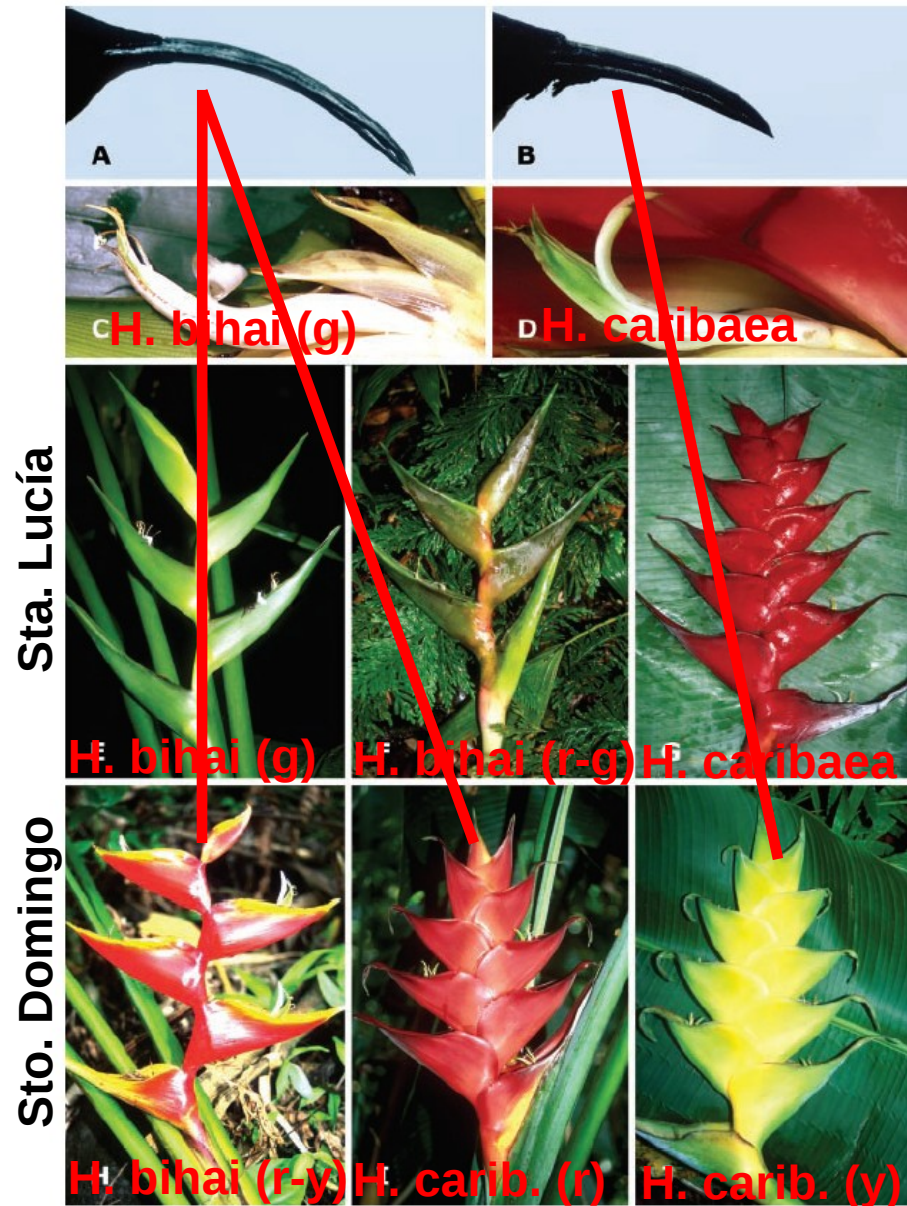 A
B
C
H. bihai (g)
D
H. caribaea
Sta. Lucía
E
H. bihai (g)
F
H. bihai (r-g)
G
H. caribaea
Sto. Domingo
H
H. bihai (r-y)
I
H. carib. (r)
H. carib. (y)